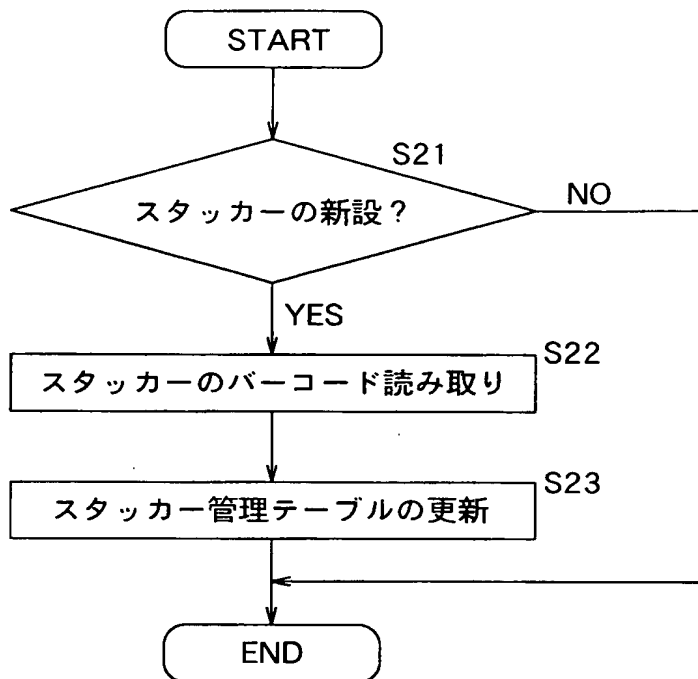 START
S21
スタッカーの新設？
NO
YES
S22
スタッカーのバーコード読み取り
S23
スタッカー管理テーブルの更新
END